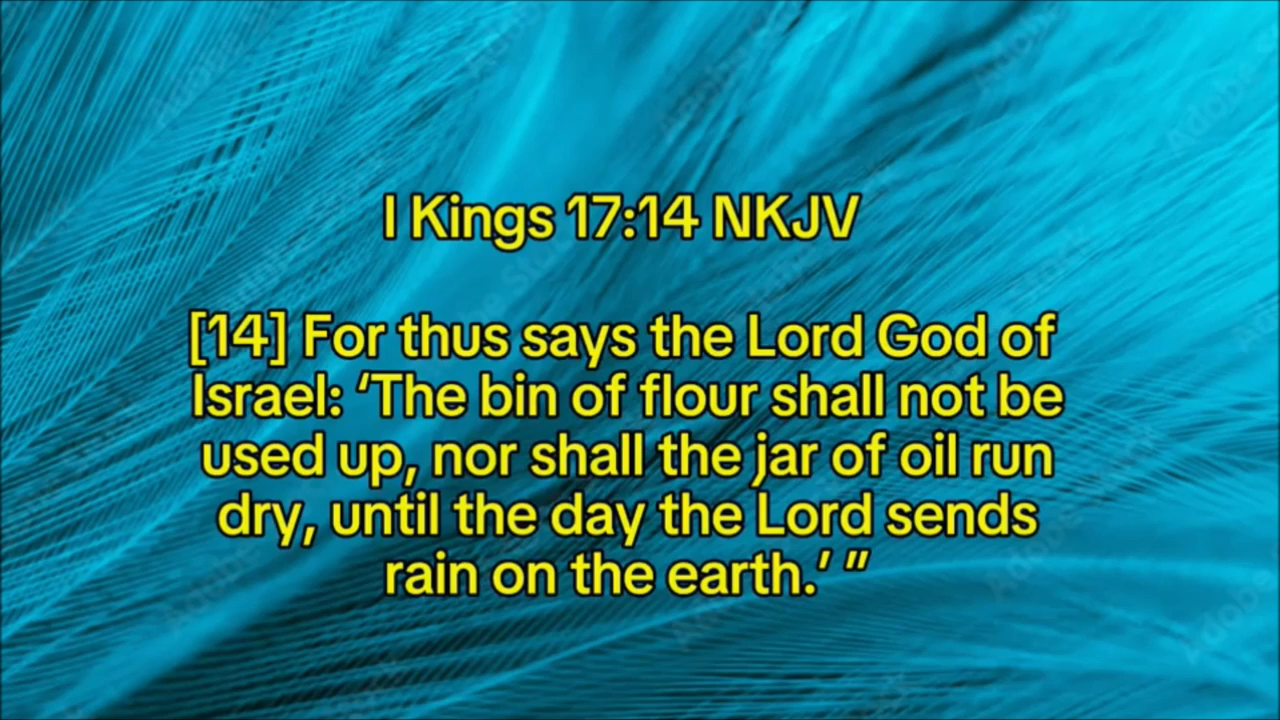 I Kings 17:14 NKJV
[14] For thus says the Lord God of
Israel: ‘The bin of flour shall not be
used up, nor shall the jar of oil run
dry, until the day the Lord sends
rain on the earth.’ ”